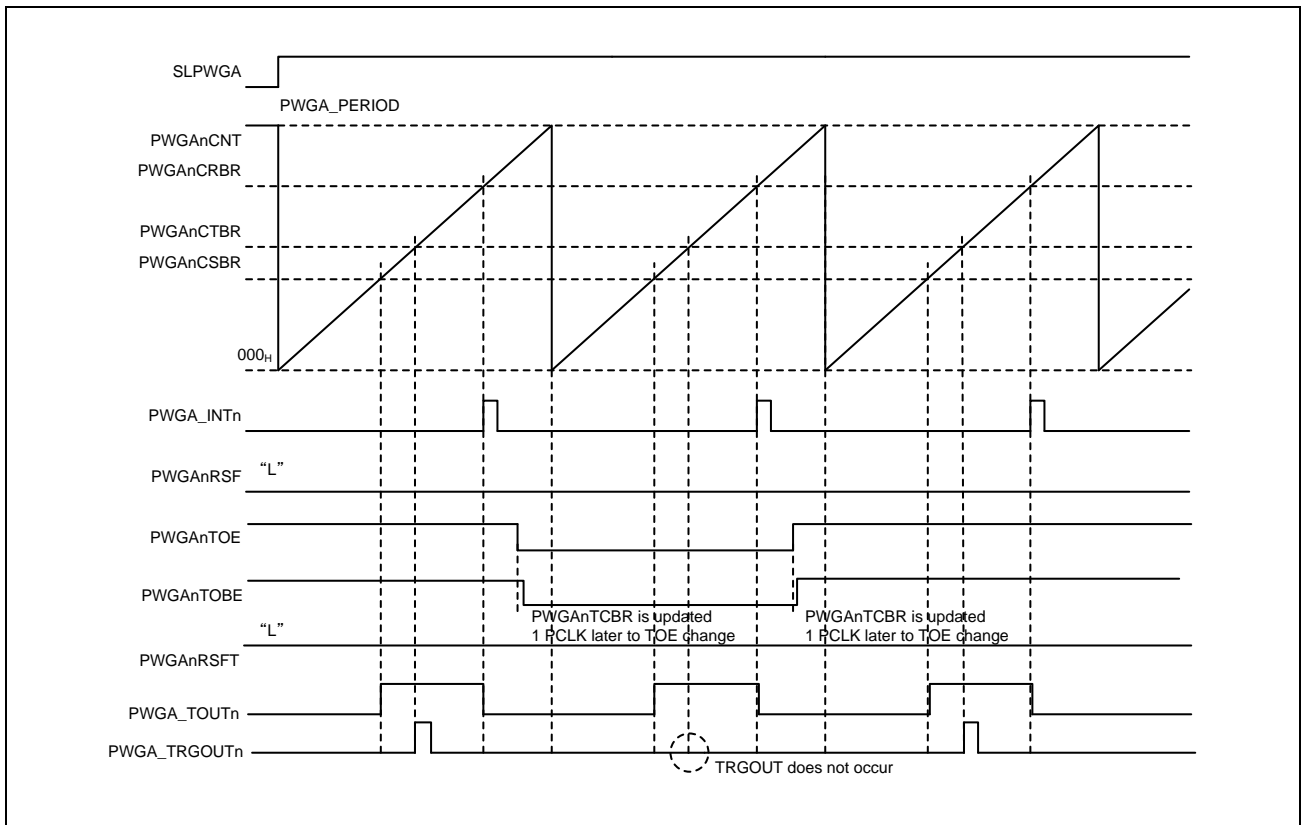 SLPWGA
PWGA_PERIOD
PWGAnCNT
PWGAnCRBR
PWGAnCTBR
PWGAnCSBR
000H
PWGA_INTn
PWGAnRSF
“L”
PWGAnTOE
PWGAnTOBE
PWGAnTCBR is updated
1 PCLK later to TOE change
PWGAnTCBR is updated
1 PCLK later to TOE change
“L”
PWGAnRSFT
PWGA_TOUTn
PWGA_TRGOUTn
TRGOUT does not occur